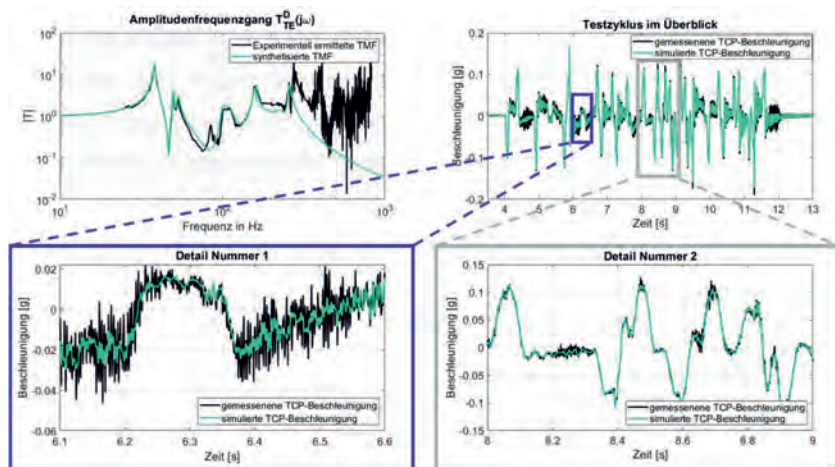 Amplitudenfrequenzgang T^D_TE(jω)
Experimentell ermittelte TMF
synthetisierte TMF
|T|
10^2
10^1
10^0
10^-1
10^-2
10^1
10^3
Frequenz in Hz
Testzyklus im Überblick
gemessenene TCP-Beschleunigung
simulierte TCP-Beschleunigung
Beschleunigung [g]
0.2
0.1
0
-0.2
4 5 6 7 8 9 10 11 12 13
Zeit [s]
Detail Nummer 1
Beschleunigung [g]
0.02
0
-0.02
-0.04
-0.06
6.1 6.2 6.3 6.4 6.5 6.6
gemessenene TCP-Beschleunigung
simulierte TCP-Beschleunigung
Zeit [s]
Detail Nummer 2
Beschleunigung [g]
0.15
0.1
0.05
0
-0.05
-0.1
-0.15
8 8.2 8.4 8.6 8.8 9
gemessenene TCP-Beschleunigung
simulierte TCP-Beschleunigung
Zeit [s]